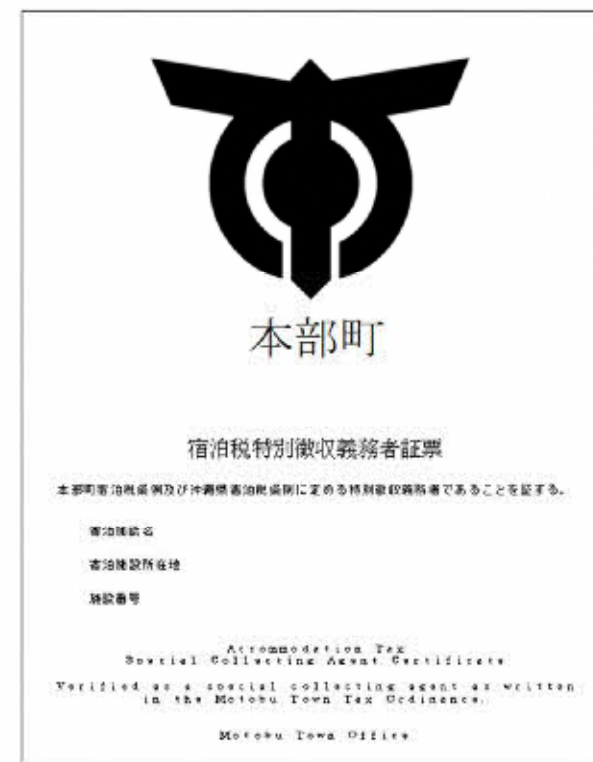 本部町
宿泊税特別徴収義務者証票
本部町宿泊税条例及び沖縄県宿泊税条例に定める特別徴収義務者であることを証する。
宿泊施設名
宿泊施設所在地
施設番号
Accommodation Tax
Special Collecting Agent Certificate
Verified as a special collecting agent as written
in the Motobu Town Tax Ordinance.
Motobu Town Office